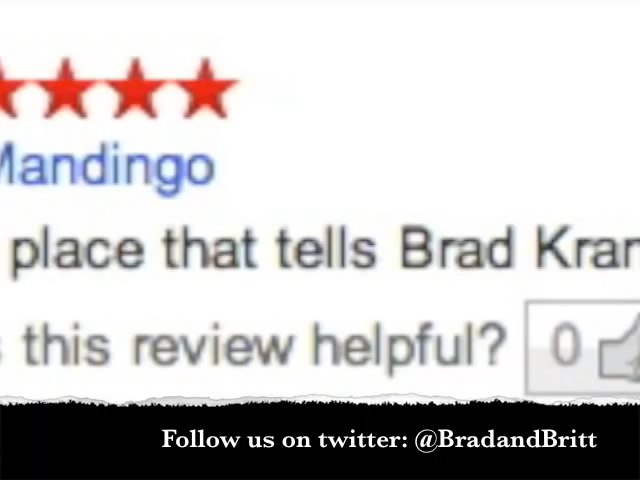 Mandingo
place that tells Brad Kran
s this review helpful? 0
Follow us on twitter: @BradandBritt